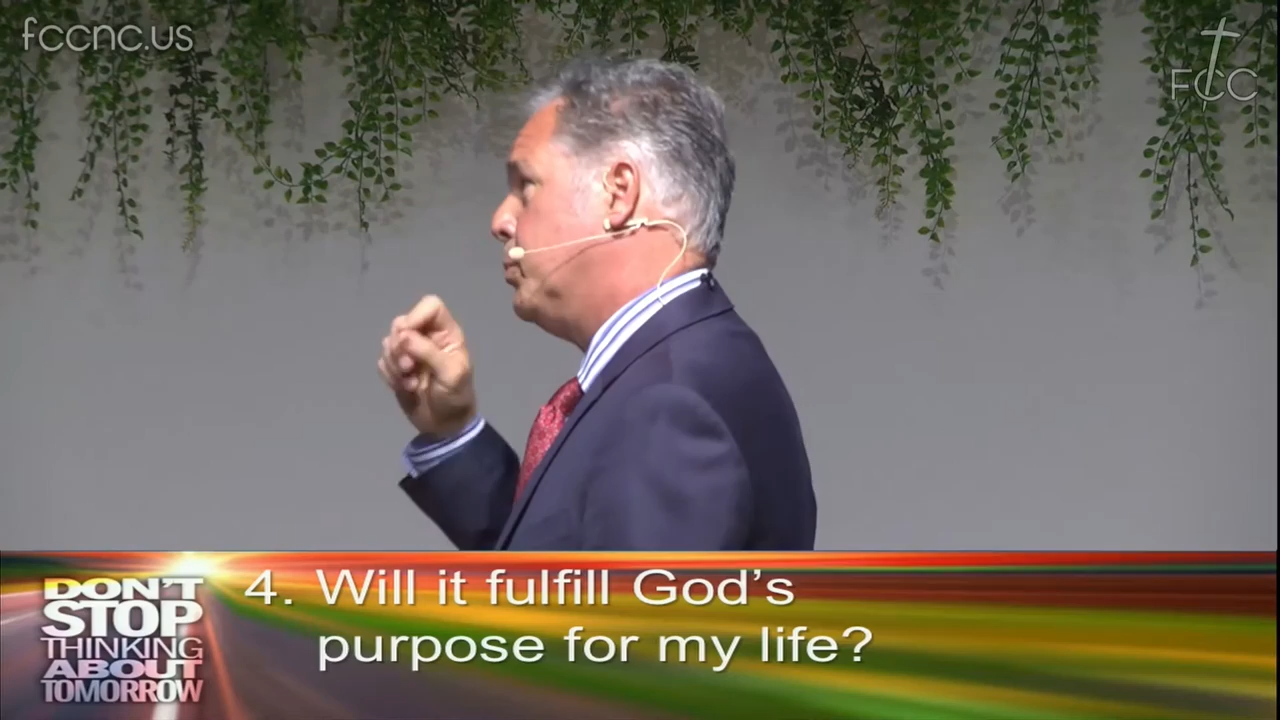 fccnc.us
FCC
DON'T
STOP
THINKING
ABOUT
TOMORROW
4. Will it fulfill God's
purpose for my life?